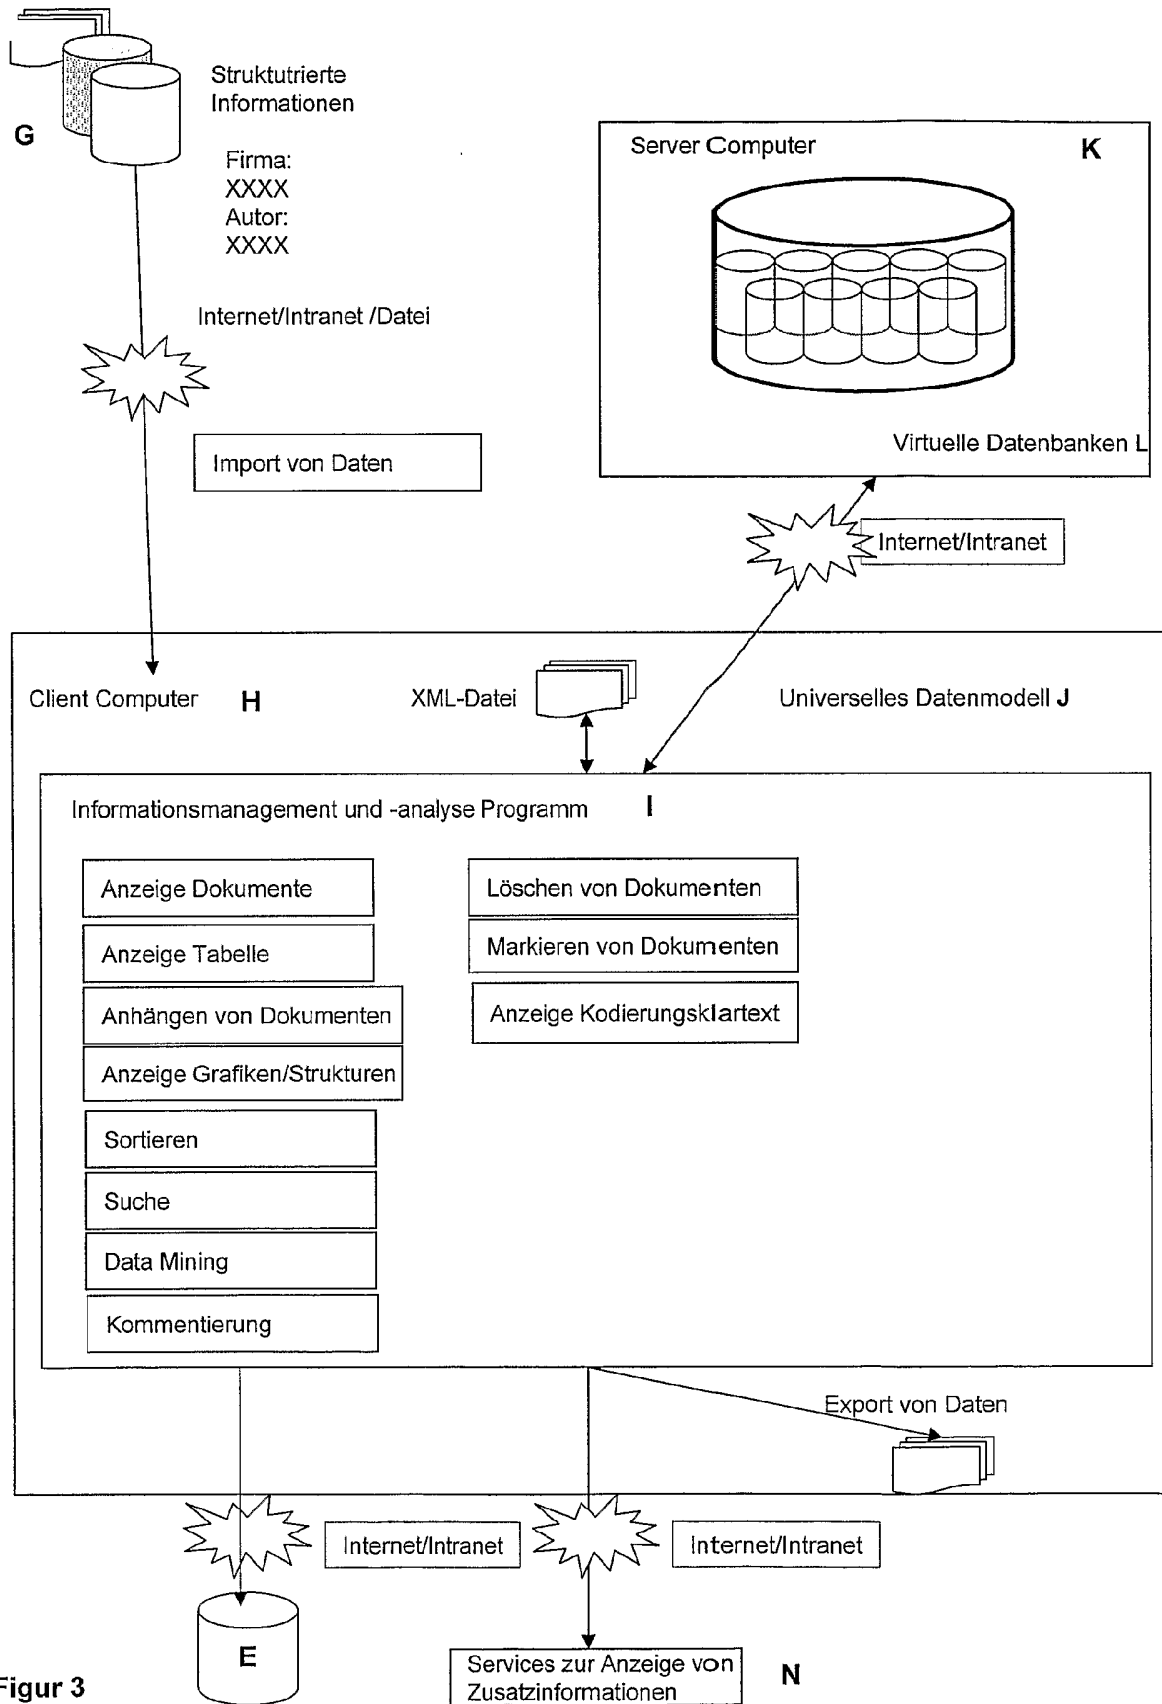 Struktutrierte
Informationen
G
Firma:
XXXX
Autor:
XXXX
Server Computer K
Internet/Intranet /Datei
Import von Daten
Virtuelle Datenbanken L
Internet/Intranet
Client Computer H XML-Datei Universelles Datenmodell J
Informationsmanagement und -analyse Programm I
Anzeige Dokumente
Löschen von Dokumenten
Anzeige Tabelle
Markieren von Dokumenten
Anhängen von Dokumenten
Anzeige Kodierungsklartext
Anzeige Grafiken/Strukturen
Sortieren
Suche
Data Mining
Kommentierung
Export von Daten
Internet/Intranet
Internet/Intranet
E
Services zur Anzeige von
Zusatzinformationen
N
Figur 3